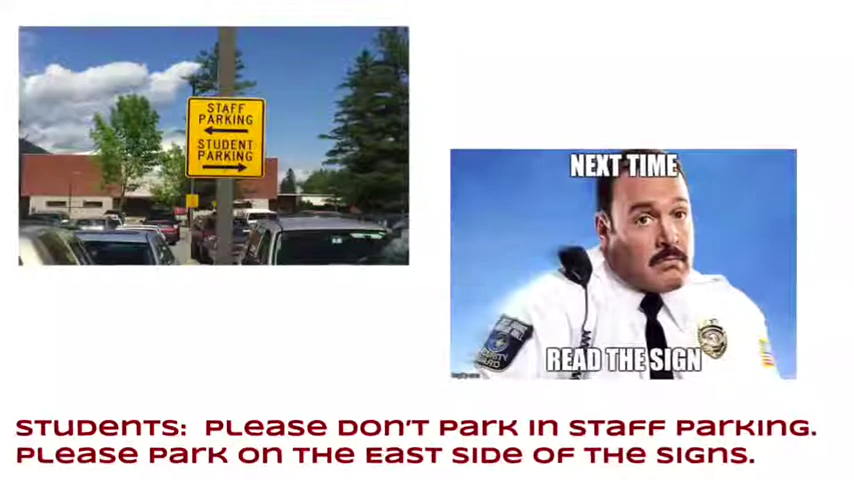 STAFF
PARKING
STUDENT
PARKING
NEXT TIME
READ THE SIGN
STUDENTS: PLEASE DON'T PARK IN STAFF PARKING.
PLEASE PARK ON THE EAST SIDE OF THE SIGNS.